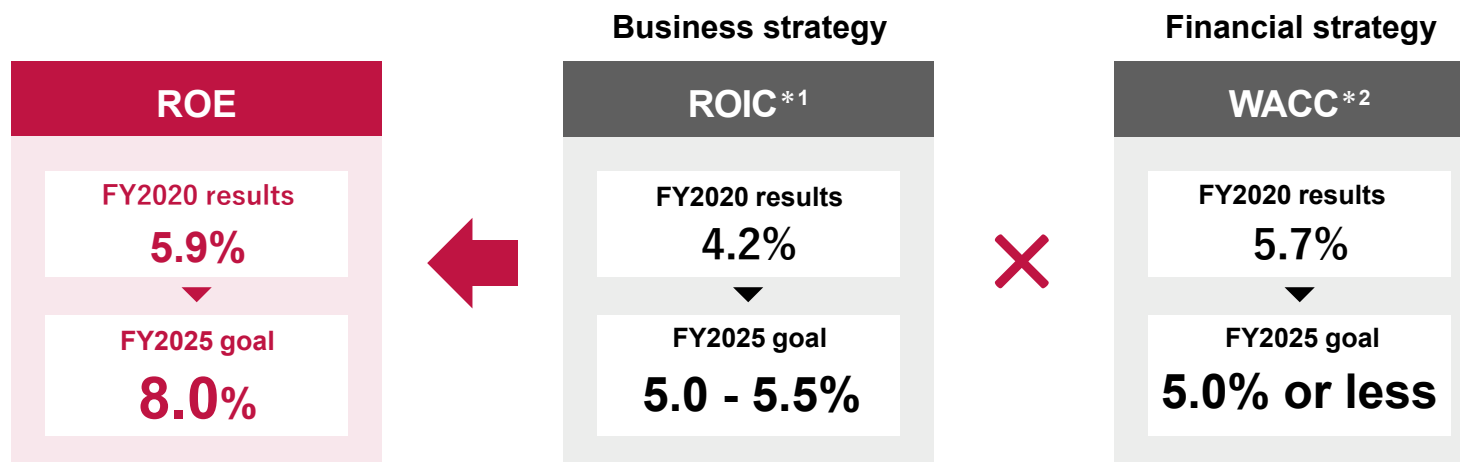 Business strategy
Financial strategy
ROE
ROIC*1
WACC*2
FY2020 results
5.9%
FY2025 goal
8.0%
FY2020 results
4.2%
FY2025 goal
5.0 - 5.5%
FY2020 results
5.7%
FY2025 goal
5.0% or less